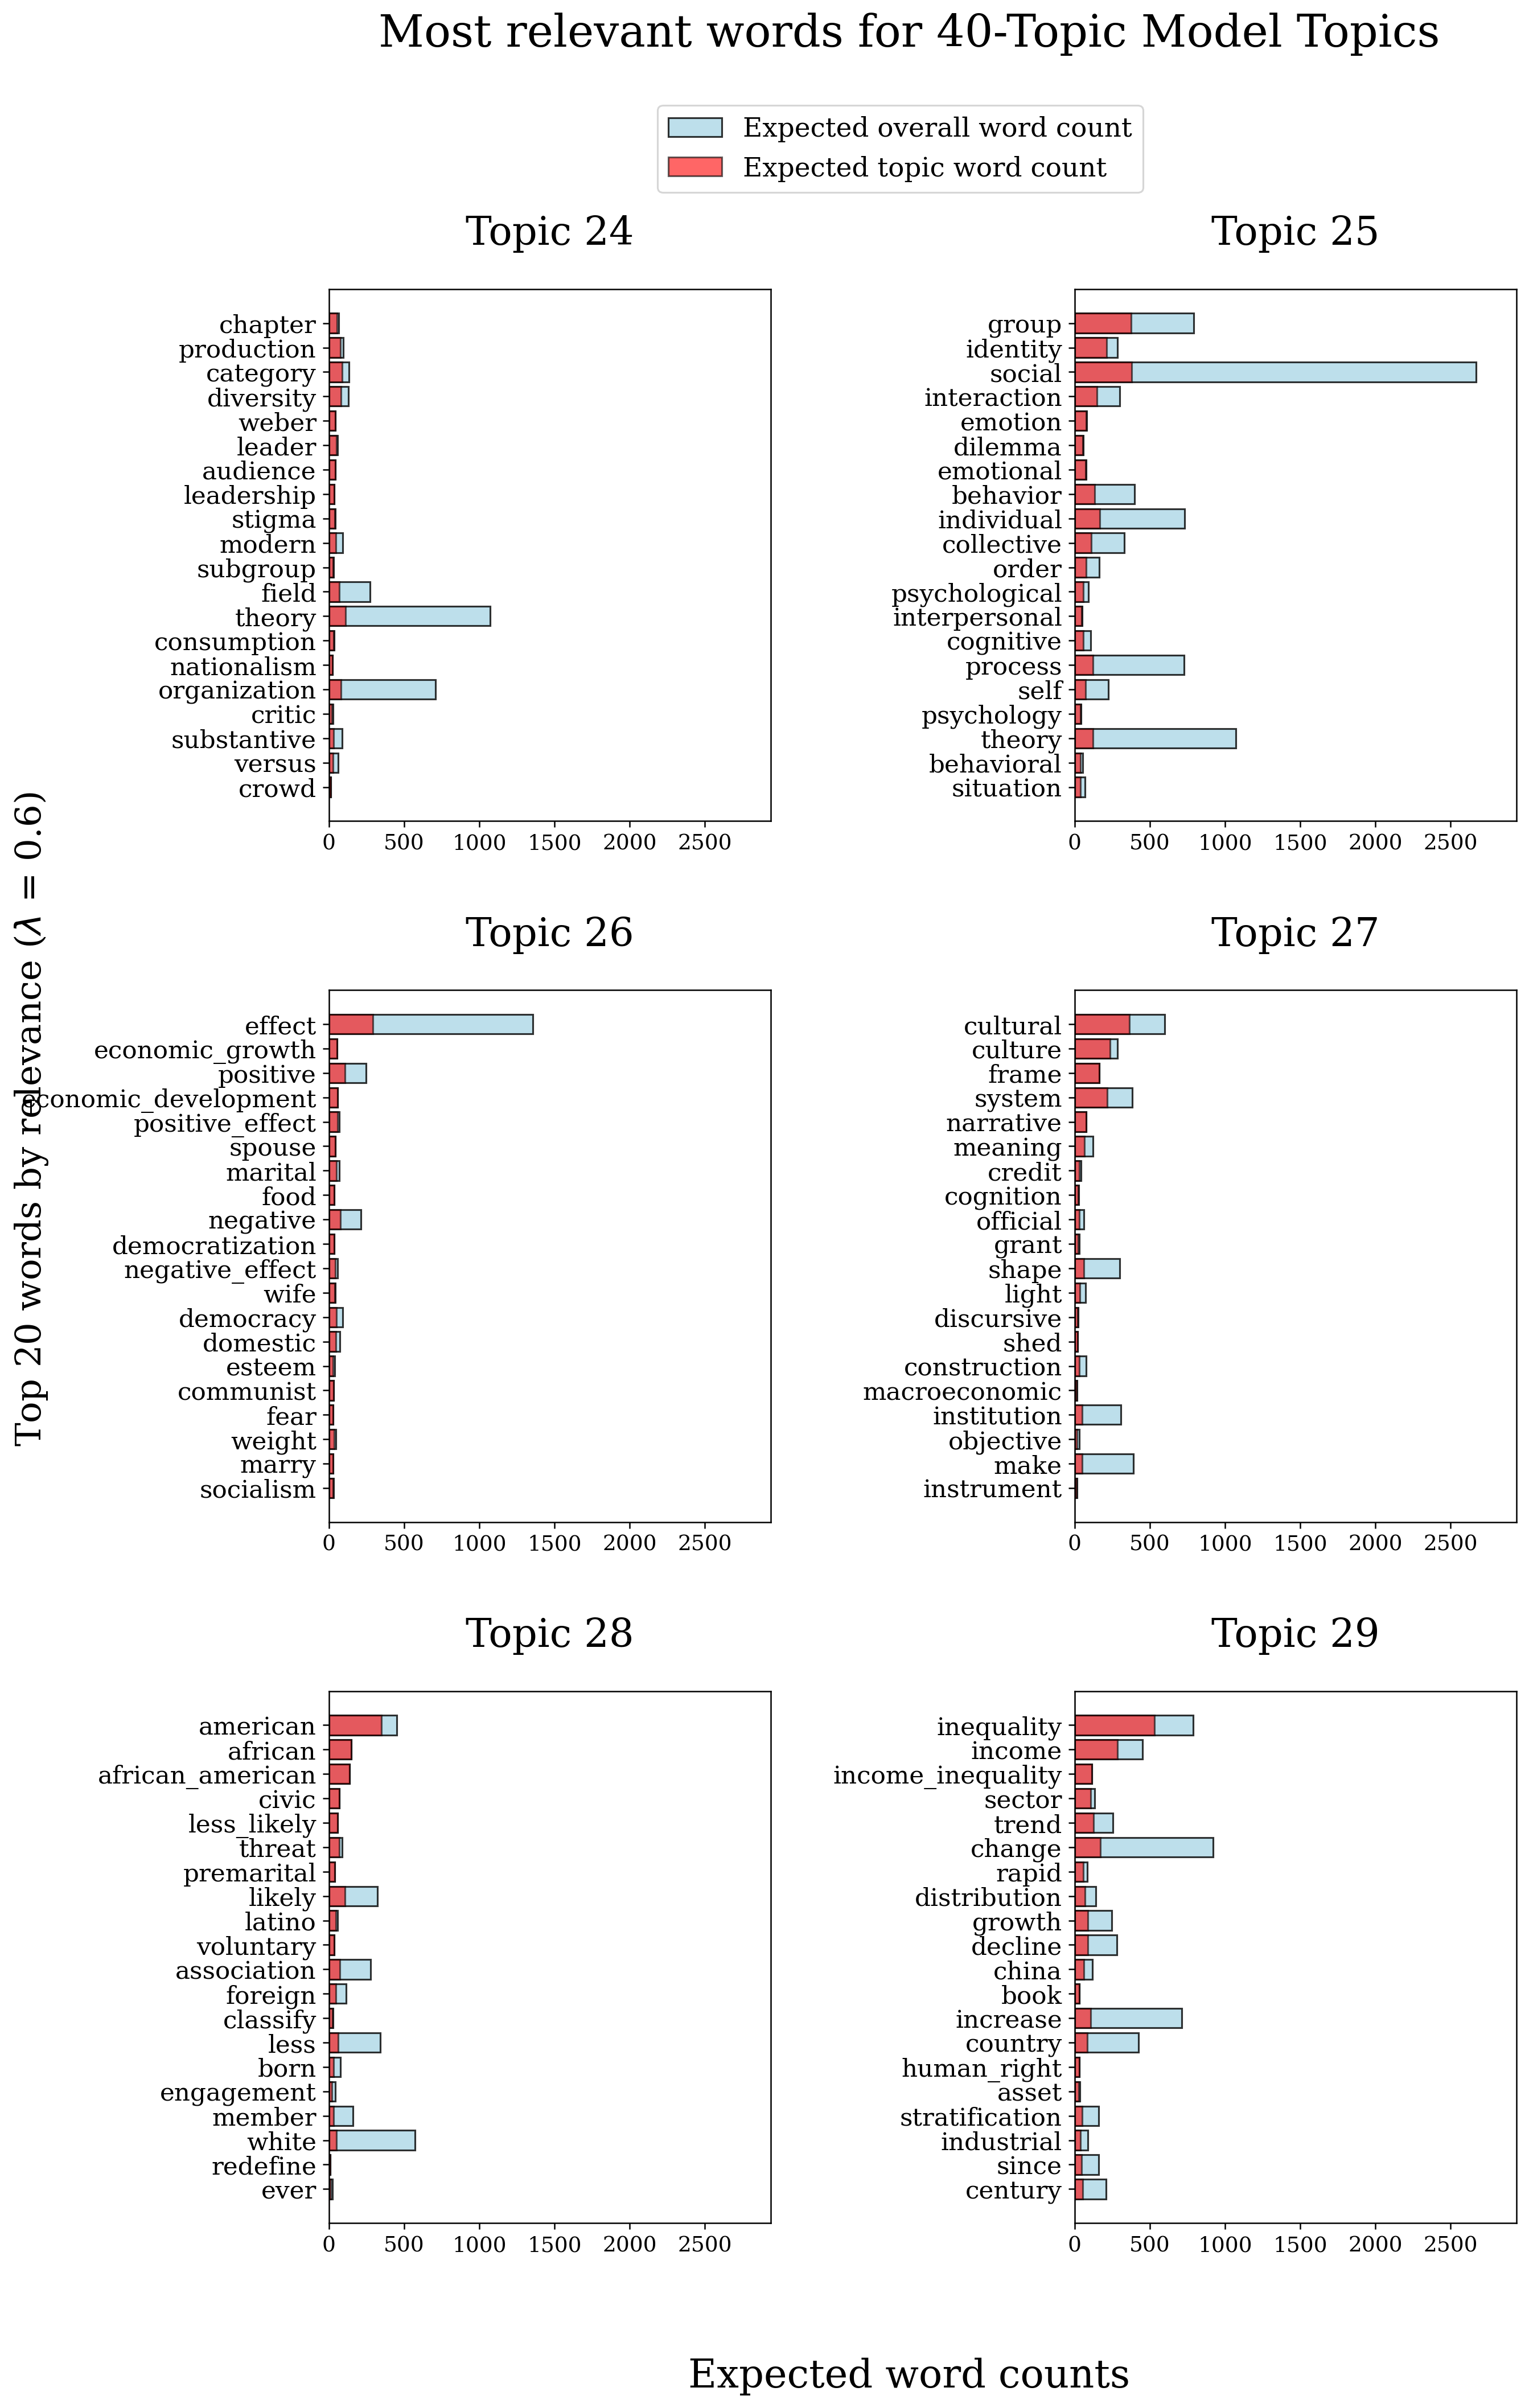 Most relevant words for 40-Topic Model Topics
Expected overall word count
Expected topic word count
Top 20 words by relevance (λ = 0.6)
Topic 24
chapter
production
category
diversity
weber
leader
audience
leadership
stigma
modern
subgroup
field
theory
consumption
nationalism
organization
critic
substantive
versus
crowd
0 500 1000 1500 2000 2500
Topic 25
group
identity
social
interaction
emotion
dilemma
emotional
behavior
individual
collective
order
psychological
interpersonal
cognitive
process
self
psychology
theory
behavioral
situation
0 500 1000 1500 2000 2500
Topic 26
effect
economic_growth
positive
economic_development
positive_effect
spouse
marital
food
negative
democratization
negative_effect
wife
democracy
domestic
esteem
communist
fear
weight
marry
socialism
0 500 1000 1500 2000 2500
Topic 27
cultural
culture
frame
system
narrative
meaning
credit
cognition
official
grant
shape
light
discursive
shed
construction
macroeconomic
institution
objective
make
instrument
0 500 1000 1500 2000 2500
Topic 28
american
african
african_american
civic
less_likely
threat
premarital
likely
latino
voluntary
association
foreign
classify
less
born
engagement
member
white
redefine
ever
0 500 1000 1500 2000 2500
Topic 29
inequality
income
income_inequality
sector
trend
change
rapid
distribution
growth
decline
china
book
increase
country
human_right
asset
stratification
industrial
since
century
0 500 1000 1500 2000 2500
Expected word counts